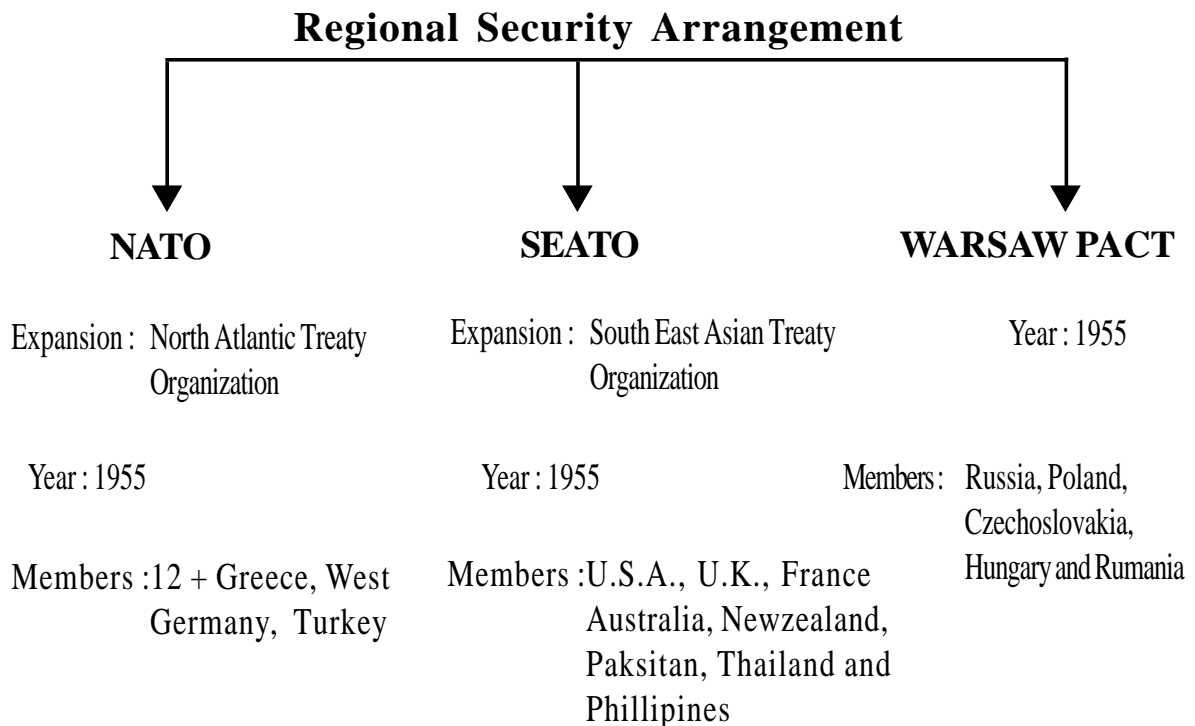 Regional Security Arrangement
NATO
Expansion : North Atlantic Treaty
Organization
Year : 1955
Members :12 + Greece, West
Germany, Turkey
SEATO
Expansion : South East Asian Treaty
Organization
Year : 1955
Members :U.S.A., U.K., France
Australia, Newzealand,
Paksitan, Thailand and
Phillipines
WARSAW PACT
Year : 1955
Members : Russia, Poland,
Czechoslovakia,
Hungary and Rumania